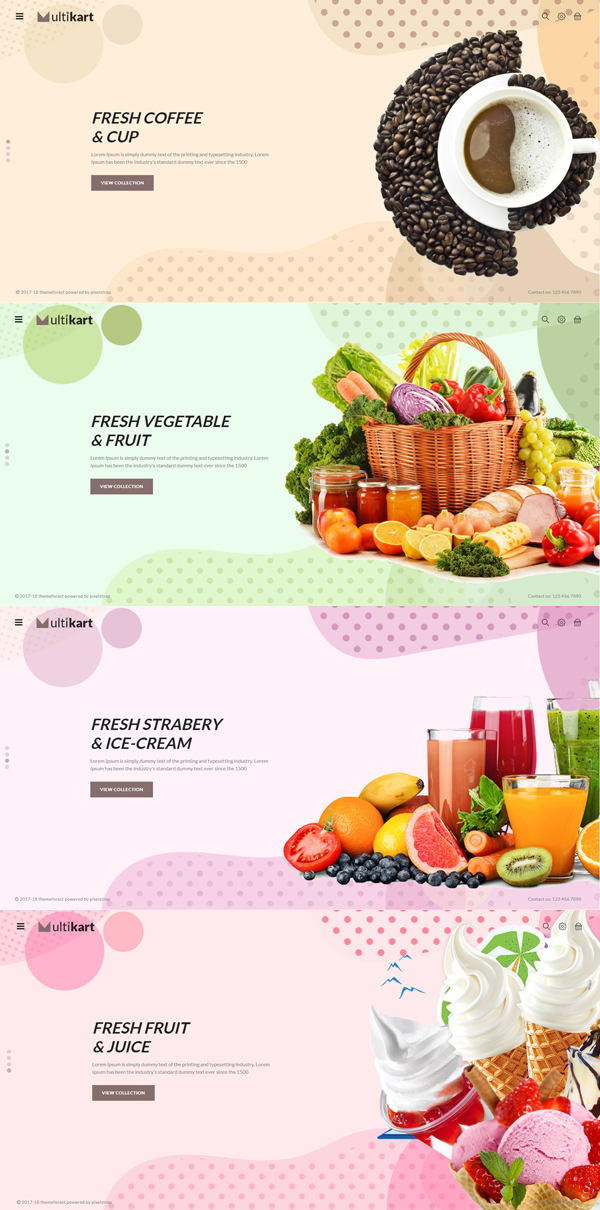 Multikart
FRESH COFFEE
& CUP
Lorem Ipsum is simply dummy text of the printing and typesetting industry. Lorem
Ipsum has been the industry's standard dummy text ever since the 1500
VIEW COLLECTION
© 2017-18 themeforest powered by pixelstrap
Contact us: 123 456 7890
Multikart
FRESH VEGETABLE
& FRUIT
Lorem Ipsum is simply dummy text of the printing and typesetting industry. Lorem
Ipsum has been the industry's standard dummy text ever since the 1500
VIEW COLLECTION
© 2017-18 themeforest powered by pixelstrap
Contact us: 123 456 7890
Multikart
FRESH STRABERY
& ICE-CREAM
Lorem Ipsum is simply dummy text of the printing and typesetting industry. Lorem
Ipsum has been the industry's standard dummy text ever since the 1500
VIEW COLLECTION
© 2017-18 themeforest powered by pixelstrap
Contact us: 123 456 7890
Multikart
FRESH FRUIT
& JUICE
Lorem Ipsum is simply dummy text of the printing and typesetting industry. Lorem
Ipsum has been the industry's standard dummy text ever since the 1500
VIEW COLLECTION
© 2017-18 themeforest powered by pixelstrap